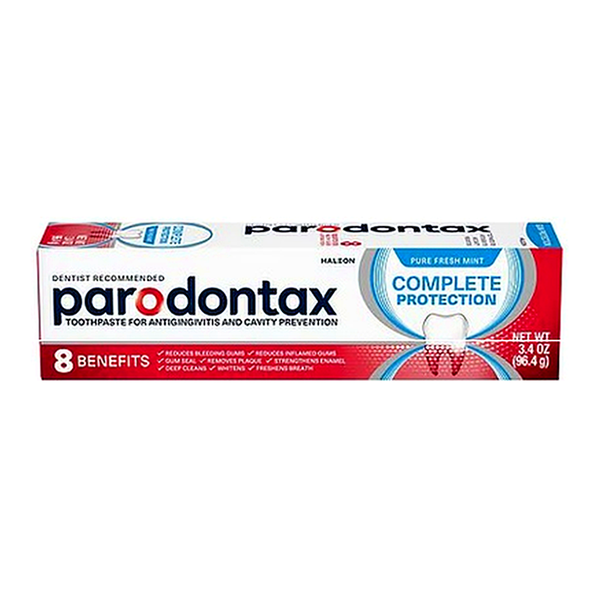 parodontax
HALEON
PURE FRESH MINT
DENTIST RECOMMENDED
parodontax
COMPLETE
PROTECTION
TOOTHPASTE FOR ANTIGINGIVITIS AND CAVITY PREVENTION
8 BENEFITS
✓ REDUCES BLEEDING GUMS ✓ REDUCES INFLAMED GUMS
✓ GUM SEAL ✓ REMOVES PLAQUE ✓ STRENGTHENS ENAMEL
✓ DEEP CLEANS ✓ WHITENS ✓ FRESHENS BREATH
NET WT
3.4 OZ
(96.4 g)